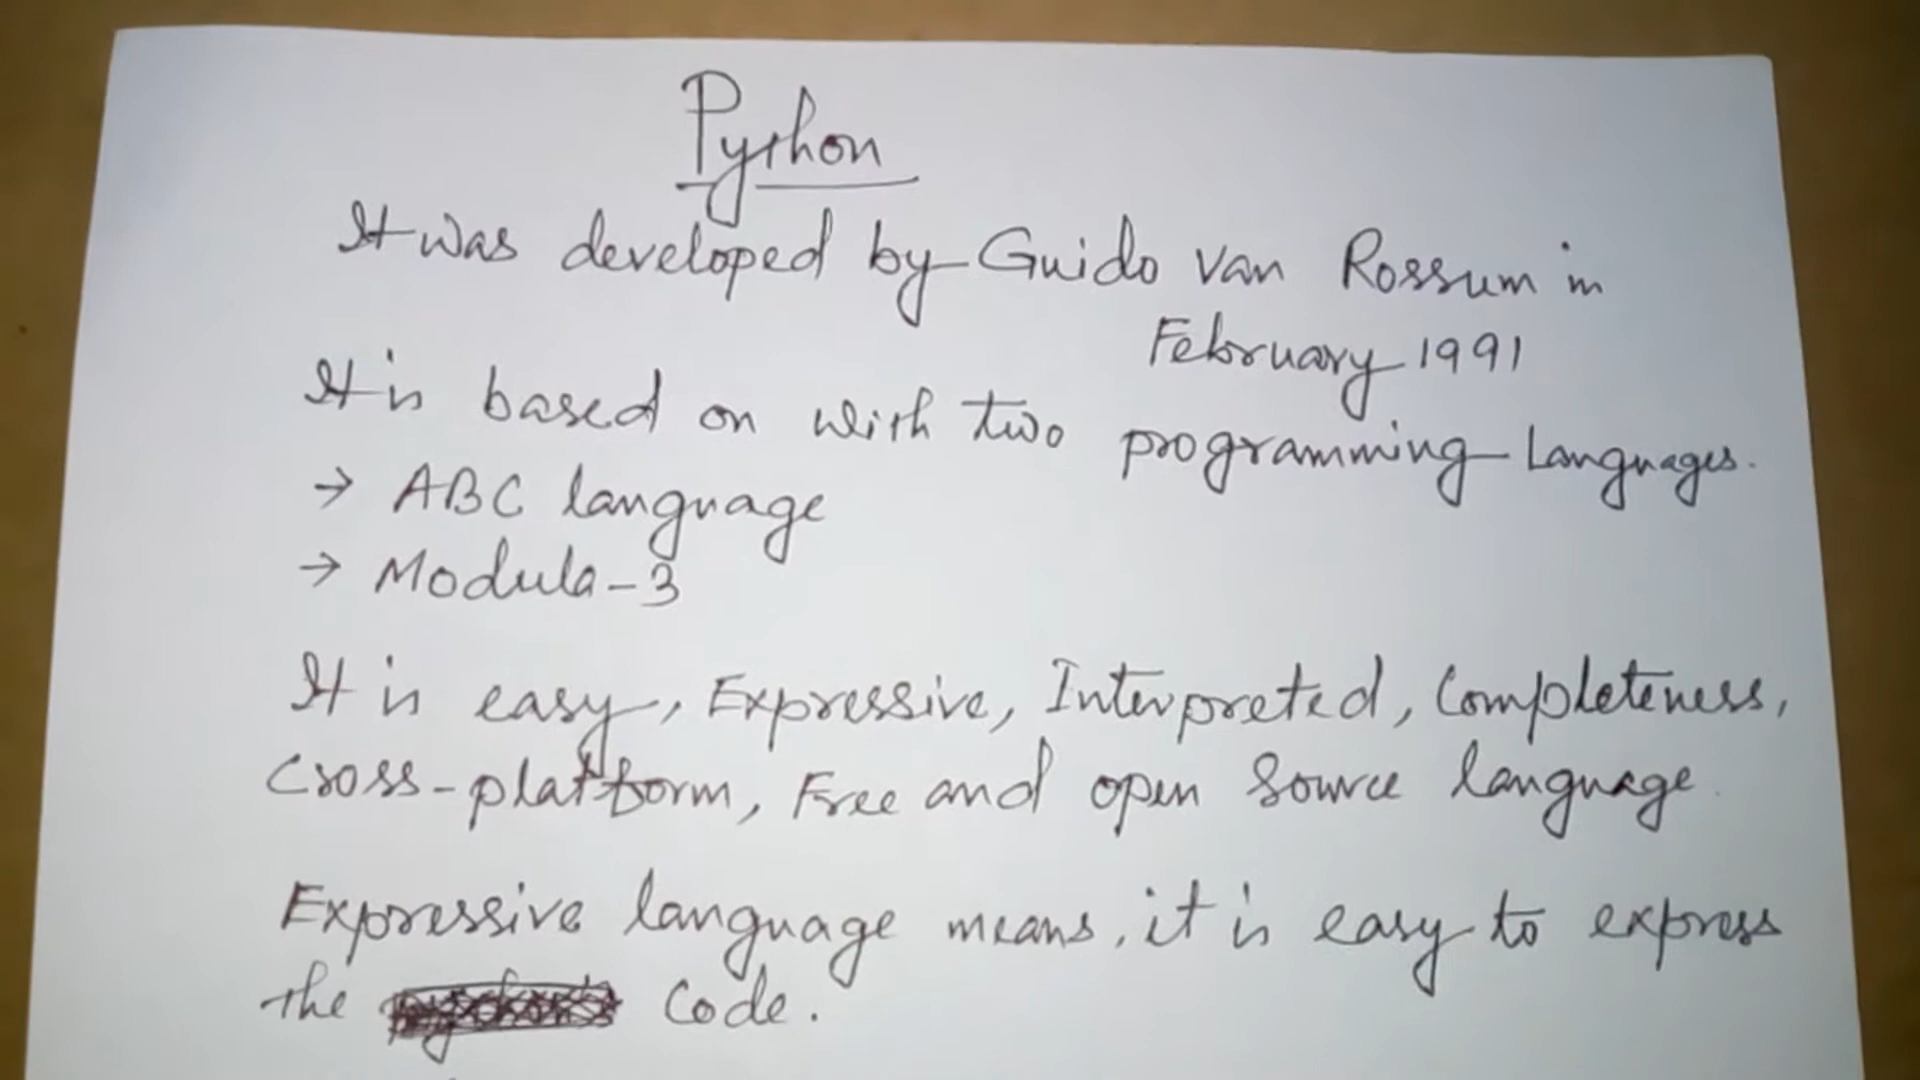 Python
It was developed by Guido van Rossum in
February 1991
It is based on with two programming Languages.
→ ABC language
→ Modula-3
It is easy, Expressive, Interpreted, Completeness,
Cross-platform, Free and open source language.
Expressive language means, it is easy to express
the Code.